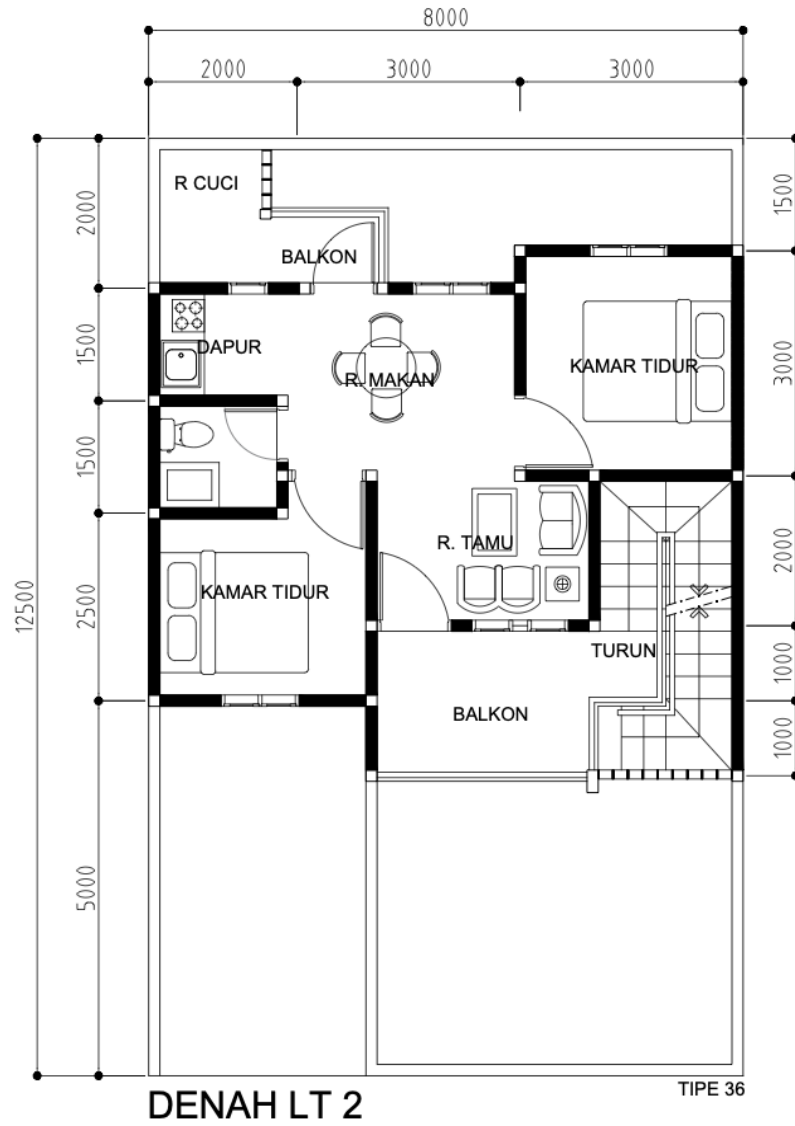 8000
2000 3000 3000
12500
2000
1500
1500
2500
5000
1500
3000
2000
1000
1000
R CUCI
BALKON
DAPUR
R. MAKAN
KAMAR TIDUR
R. TAMU
KAMAR TIDUR
TURUN
BALKON
TIPE 36
DENAH LT 2